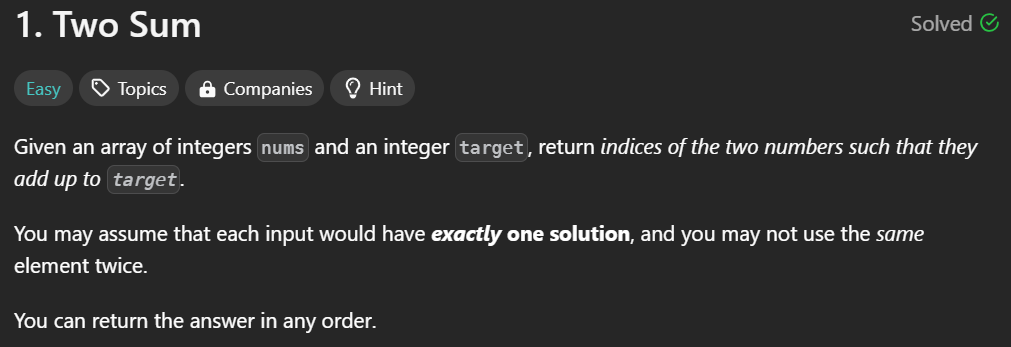 1. Two Sum
Solved
Easy Topics Companies Hint
Given an array of integers nums and an integer target, return indices of the two numbers such that they
add up to target.
You may assume that each input would have exactly one solution, and you may not use the same
element twice.
You can return the answer in any order.